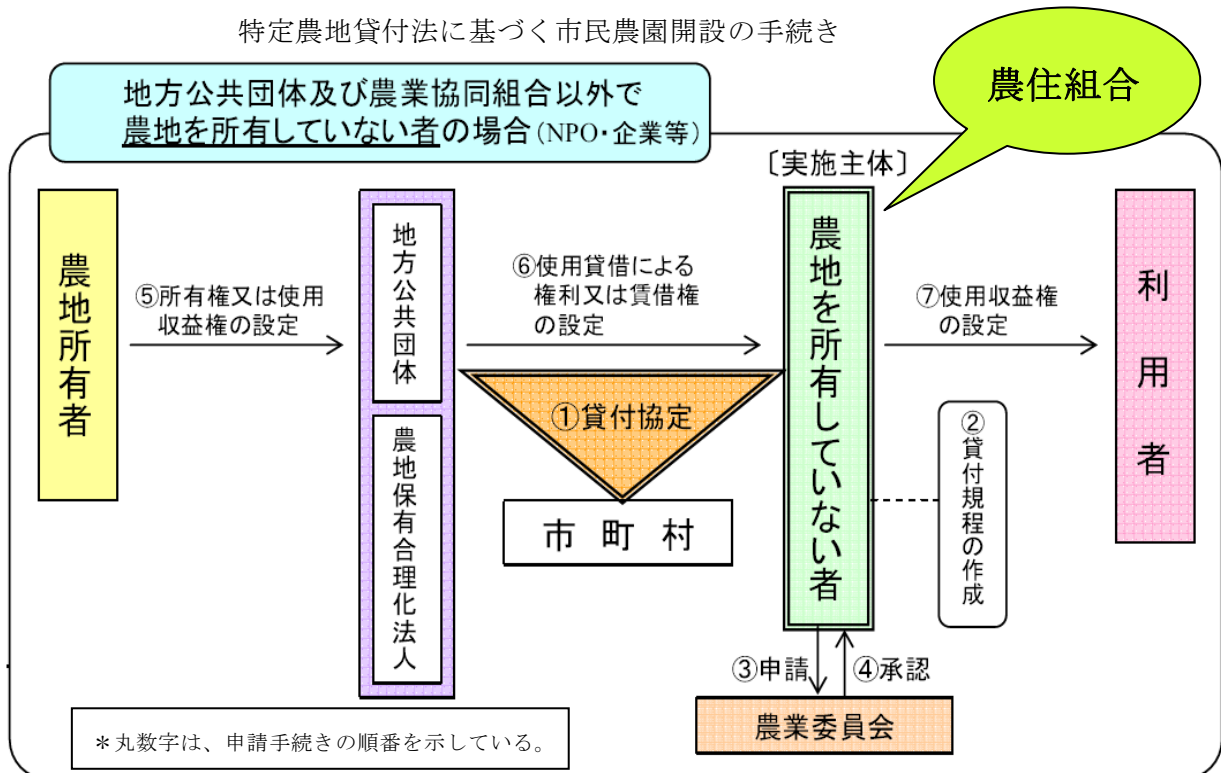 特定農地貸付法に基づく市民農園開設の手続き
地方公共団体及び農業協同組合以外で
農地を所有していない者の場合(NPO・企業等)
農住組合
〔実施主体〕
農地所有者
⑤所有権又は使用
収益権の設定
地方公共団体
農地保有合理化法人
⑥使用貸借による
権利又は賃借権
の設定
①貸付協定
市町村
農地を所有していない者
⑦使用収益権
の設定
②貸付規程の作成
利用者
③申請
④承認
農業委員会
＊丸数字は、申請手続きの順番を示している。